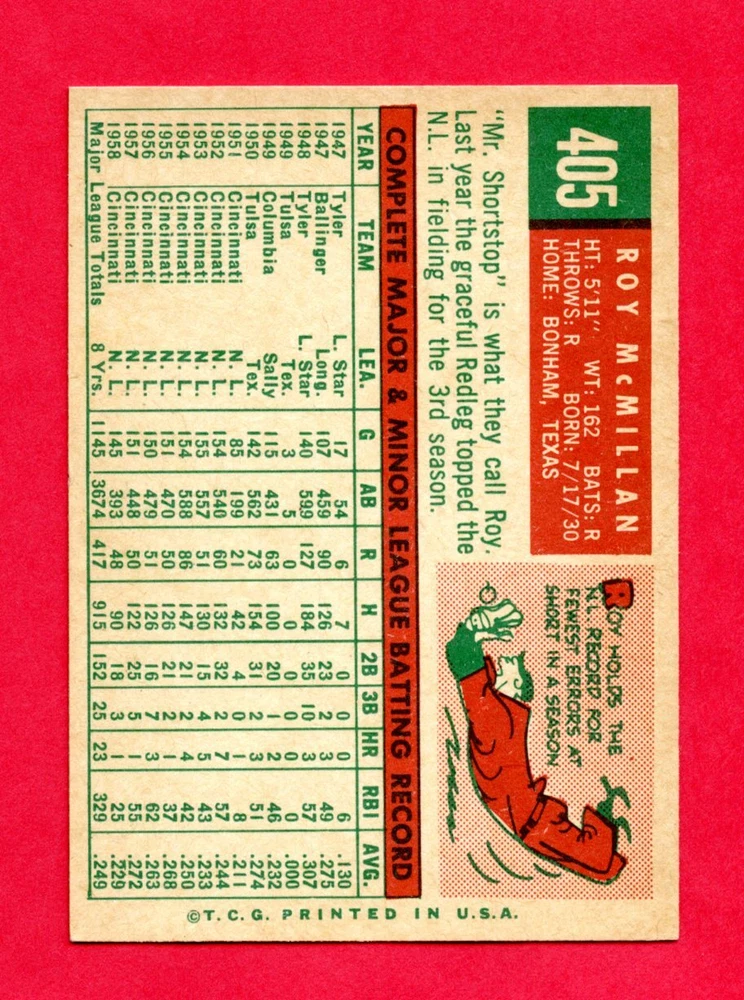 405
ROY McMILLAN
HT: 5'11" WT: 162 BATS: R
THROWS: R BORN: 7/17/30
HOME: BONHAM, TEXAS
"Mr. Shortstop" is what they call Roy.
Last year the graceful Redleg topped the
N.L. in fielding for the 3rd season.
ROY HOLDS THE
N.L. RECORD FOR
FEWEST ERRORS AT
SHORT IN A SEASON
COMPLETE MAJOR & MINOR LEAGUE BATTING RECORD
YEAR TEAM LEA. G AB R H 2B 3B HR RBI AVG.
1947 Tyler L. Star 17 54 6 7 0 0 0 6 .130
1947 Ballinger Long. 107 459 90 126 23 2 3 49 .275
1948 Tyler L. Star 140 599 127 184 35 10 3 57 .307
1949 Tulsa Tex. 3 5 0 0 0 0 0 0 .000
1949 Columbia Sally 115 431 63 100 20 1 2 46 .232
1950 Tulsa Tex. 142 562 73 154 31 2 3 51 .274
1951 Cincinnati N. L. 85 199 21 42 4 0 1 8 .211
1952 Cincinnati N. L. 154 540 60 132 32 2 7 57 .244
1953 Cincinnati N. L. 155 557 51 130 15 4 5 43 .233
1954 Cincinnati N. L. 154 588 86 147 21 2 4 42 .250
1955 Cincinnati N. L. 151 470 50 126 21 2 1 37 .268
1956 Cincinnati N. L. 150 479 51 126 16 7 3 62 .263
1957 Cincinnati N. L. 151 448 50 122 25 5 1 55 .272
1958 Cincinnati N. L. 145 393 48 90 18 3 1 25 .229
Major League Totals 8 Yrs. 1145 3674 417 915 152 25 23 329 .249
©T.C.G. PRINTED IN U.S.A.